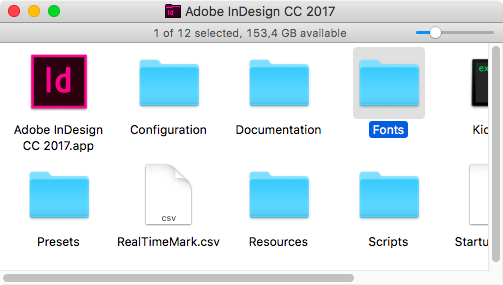 Adobe InDesign CC 2017
1 of 12 selected, 153,4 GB available
Id
ex
Adobe InDesign
CC 2017.app
Configuration
Documentation
Fonts
Kic
csv
Presets
RealTimeMark.csv
Resources
Scripts
Startu